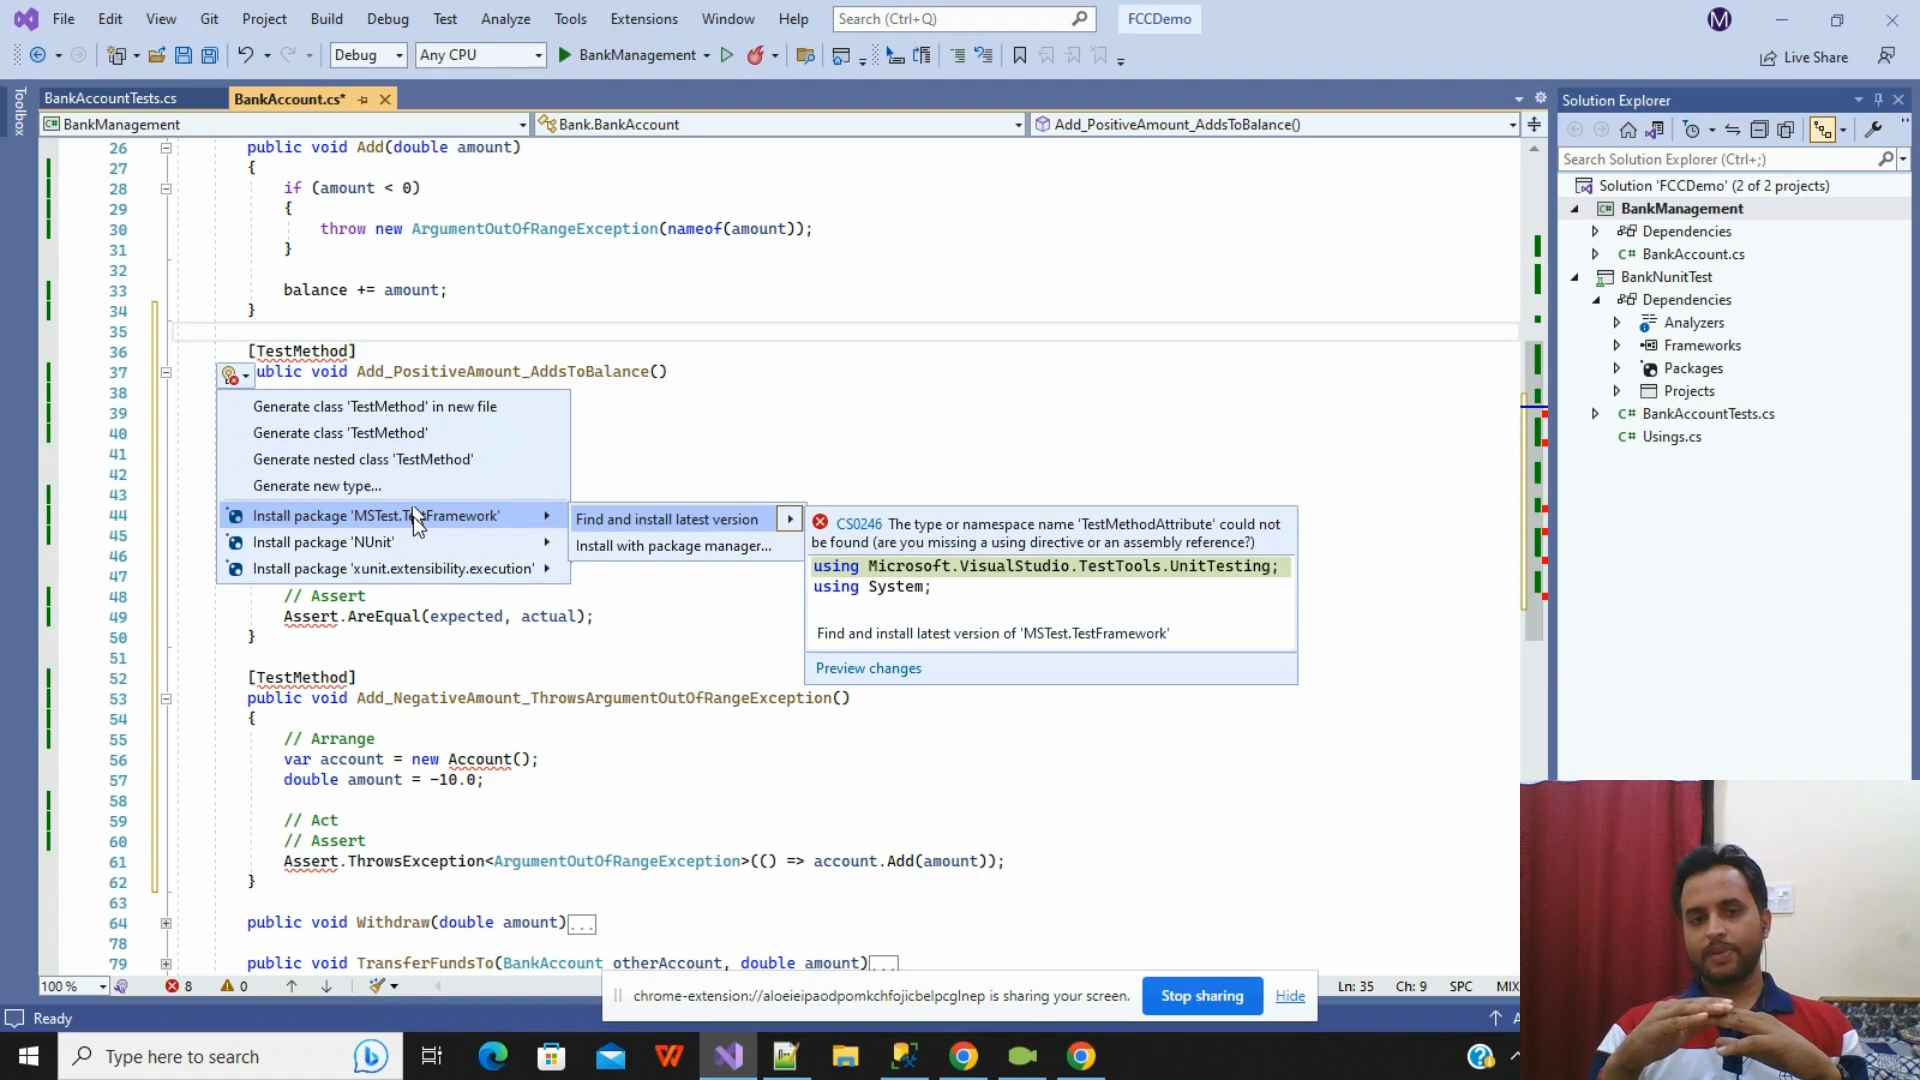 File Edit View Git Project Build Debug Test Analyze Tools Extensions Window Help Search (Ctrl+Q) FCCDemo M
Debug Any CPU BankManagement Live Share
Toolbox
BankAccountTests.cs BankAccount.cs*
BankManagement Bank.BankAccount Add_PositiveAmount_AddsToBalance()
26 public void Add(double amount)
27 {
28 if (amount < 0)
29 {
30 throw new ArgumentOutOfRangeException(nameof(amount));
31 }
32
33 balance += amount;
34 }
35
36 [TestMethod]
37 ublic void Add_PositiveAmount_AddsToBalance()
38
39
40
41
42
43
44
45
46
47
48 // Assert
49 Assert.AreEqual(expected, actual);
50 }
51
52 [TestMethod]
53 public void Add_NegativeAmount_ThrowsArgumentOutOfRangeException()
54 {
55 // Arrange
56 var account = new Account();
57 double amount = -10.0;
58
59 // Act
60 // Assert
61 Assert.ThrowsException<ArgumentOutOfRangeException>(() => account.Add(amount));
62 }
63
64 public void Withdraw(double amount)...
78
79 public void TransferFundsTo(BankAccount otherAccount, double amount)...
Generate class 'TestMethod' in new file
Generate class 'TestMethod'
Generate nested class 'TestMethod'
Generate new type...
Install package 'MSTest.TestFramework'
Install package 'NUnit'
Install package 'xunit.extensibility.execution'
Find and install latest version
Install with package manager...
CS0246 The type or namespace name 'TestMethodAttribute' could not
be found (are you missing a using directive or an assembly reference?)
using Microsoft.VisualStudio.TestTools.UnitTesting;
using System;
Find and install latest version of 'MSTest.TestFramework'
Preview changes
Solution Explorer
Search Solution Explorer (Ctrl+;)
Solution 'FCCDemo' (2 of 2 projects)
BankManagement
Dependencies
C# BankAccount.cs
BankNunitTest
Dependencies
Analyzers
Frameworks
Packages
Projects
C# BankAccountTests.cs
C# Usings.cs
100 % 8 0 Ln: 35 Ch: 9 SPC MIX
chrome-extension://aloeieipaodpomkchfojicbelpcglnep is sharing your screen. Stop sharing Hide
Ready
Type here to search